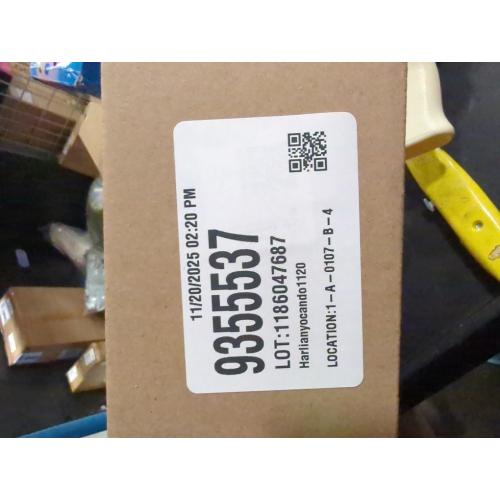 11/20/2025 02:20 PM
9355537
LOT:1186047687
Harlianyocando1120
LOCATION:1-A-0107-B-4